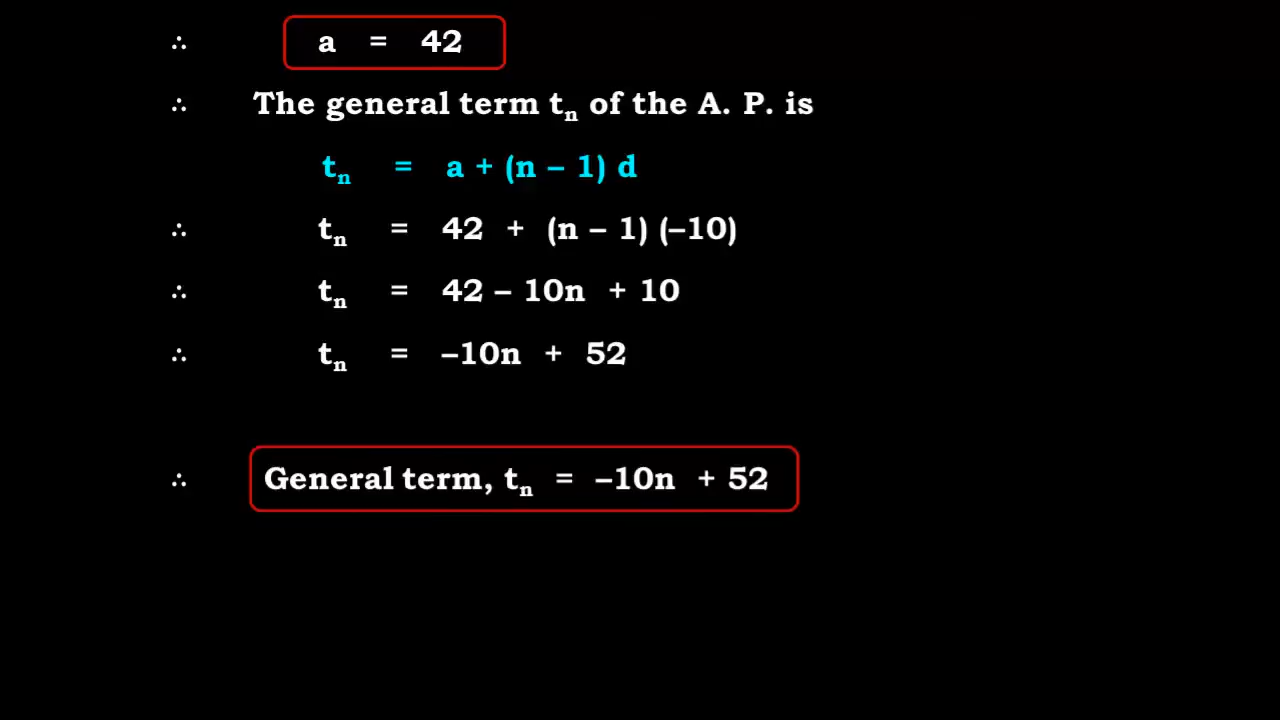 ∴ a = 42
∴ The general term tₙ of the A. P. is
tₙ = a + (n – 1) d
∴ tₙ = 42 + (n – 1) (–10)
∴ tₙ = 42 – 10n + 10
∴ tₙ = –10n + 52
∴ General term, tₙ = –10n + 52